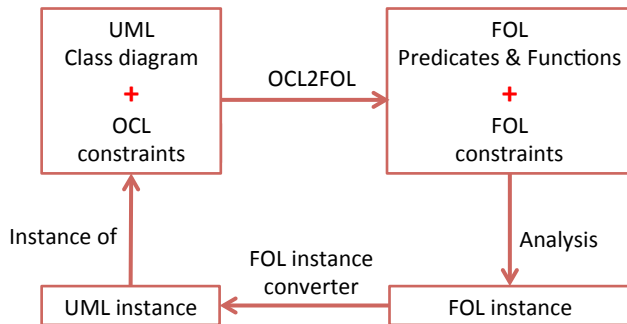 UML
Class diagram
+
OCL
constraints
OCL2FOL
FOL
Predicates & Functions
+
FOL
constraints
Instance of
Analysis
FOL instance
converter
UML instance
FOL instance